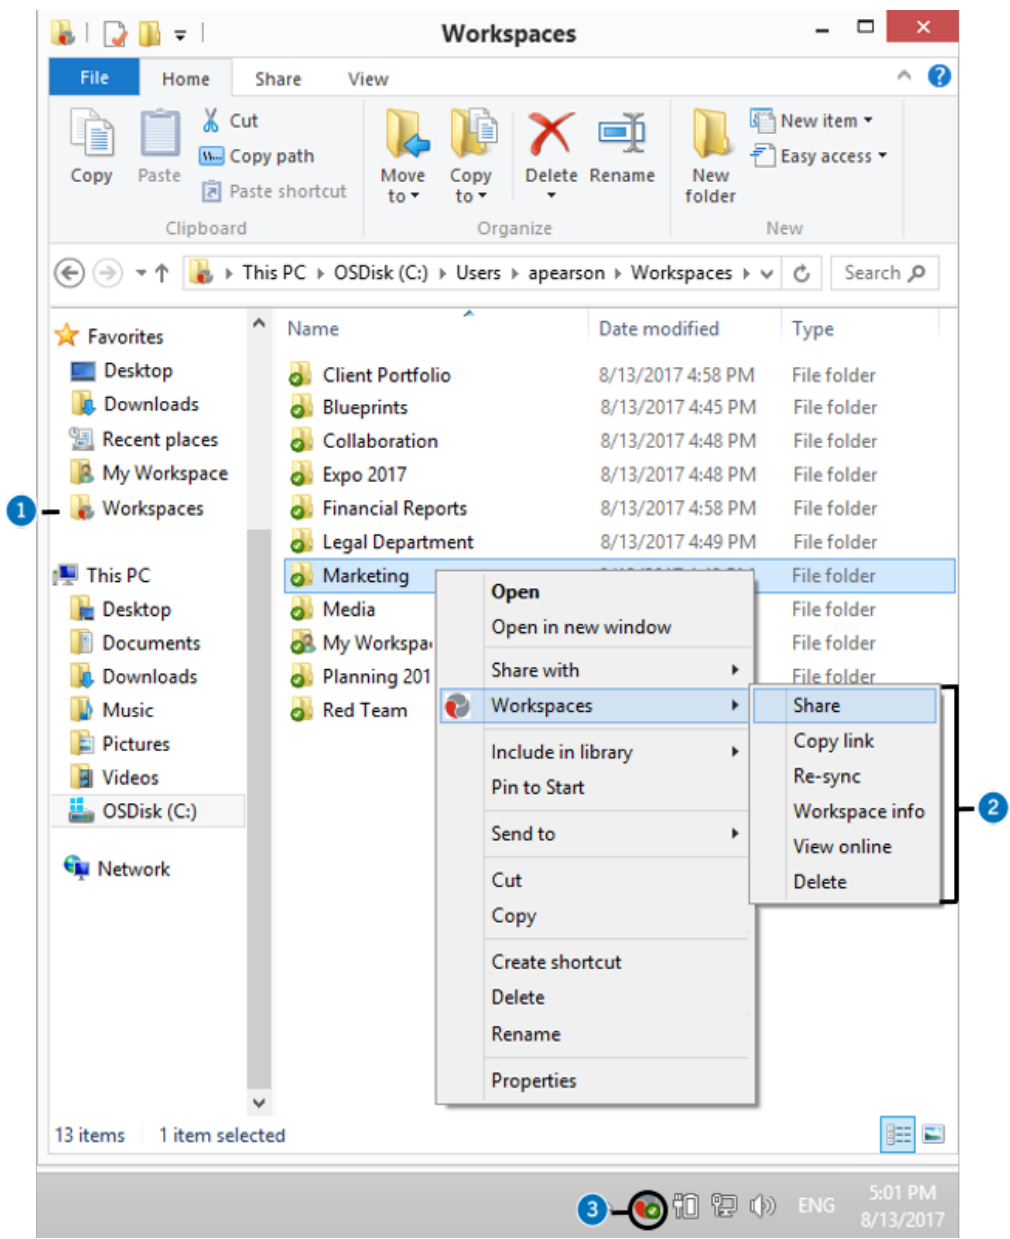 Workspaces
File Home Share View
Copy Paste Cut
Copy path
Paste shortcut
Move to Copy to Delete Rename New folder
New item
Easy access
Clipboard Organize New
This PC OSDisk (C:) Users apearson Workspaces Search
Name Date modified Type
Favorites
Desktop
Downloads
Recent places
My Workspace
1 Workspaces
This PC
Desktop
Documents
Downloads
Music
Pictures
Videos
OSDisk (C:)
Network
Client Portfolio 8/13/2017 4:58 PM File folder
Blueprints 8/13/2017 4:45 PM File folder
Collaboration 8/13/2017 4:48 PM File folder
Expo 2017 8/13/2017 4:48 PM File folder
Financial Reports 8/13/2017 4:58 PM File folder
Legal Department 8/13/2017 4:49 PM File folder
Marketing File folder
Media File folder
My Workspa File folder
Planning 201 File folder
Red Team
Open
Open in new window
Share with
Workspaces
Include in library
Pin to Start
Send to
Cut
Copy
Create shortcut
Delete
Rename
Properties
Share
Copy link
Re-sync
Workspace info
View online
Delete
2
13 items 1 item selected
3 ENG 5:01 PM
8/13/2017